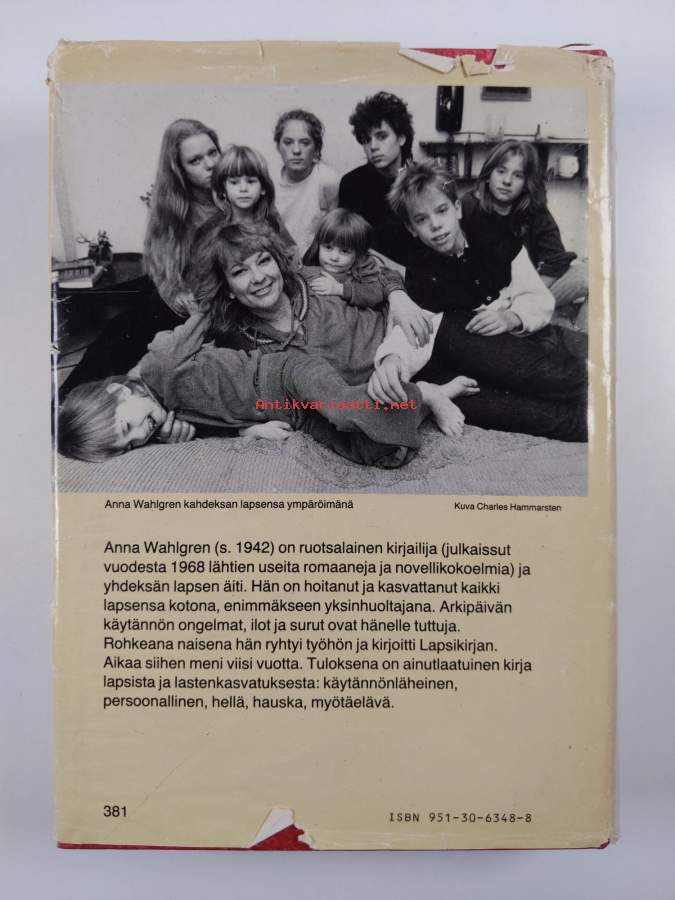 Antikvariaatti.net
Anna Wahlgren kahdeksan lapsensa ympäröimänä
Kuva Charles Hammarsten
Anna Wahlgren (s. 1942) on ruotsalainen kirjailija (julkaissut
vuodesta 1968 lähtien useita romaaneja ja novellikokoelmia) ja
yhdeksän lapsen äiti. Hän on hoitanut ja kasvattanut kaikki
lapsensa kotona, enimmäkseen yksinhuoltajana. Arkipäivän
käytännön ongelmat, ilot ja surut ovat hänelle tuttuja.
Rohkeana naisena hän ryhtyi työhön ja kirjoitti Lapsikirjan.
Aikaa siihen meni viisi vuotta. Tuloksena on ainutlaatuinen kirja
lapsista ja lastenkasvatuksesta: käytännönläheinen,
persoonallinen, hellä, hauska, myötäelävä.
381
ISBN 951-30-6348-8